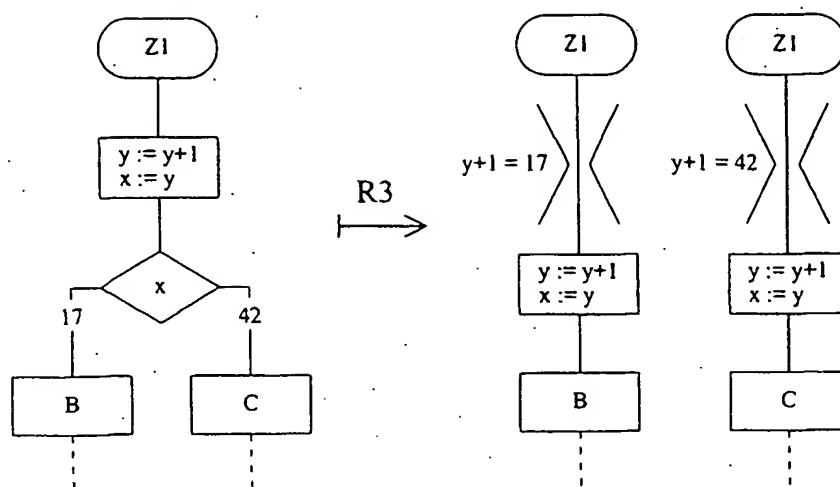 Z1
y := y+1
x := y
x
17
42
B
C
R3
Z1
y+1 = 17
y := y+1
x := y
B
Z1
y+1 = 42
y := y+1
x := y
C